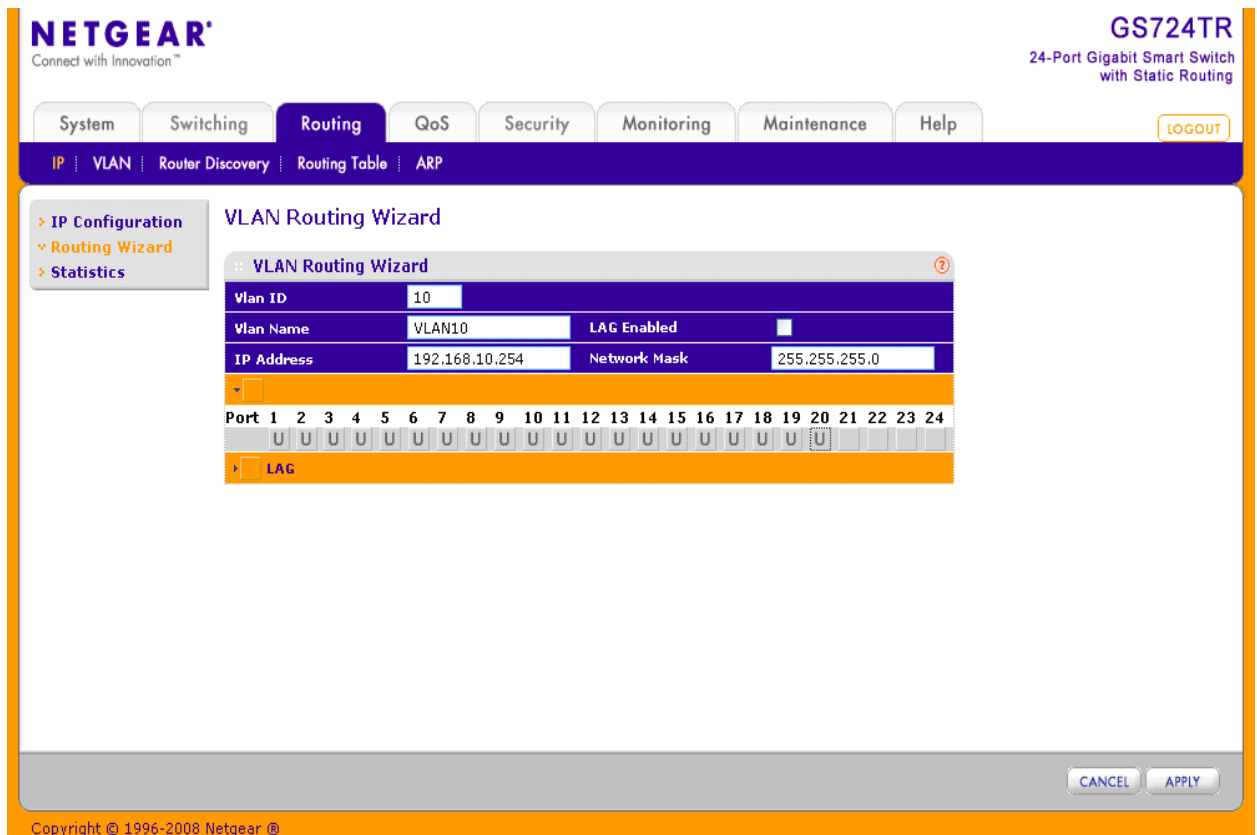 NETGEAR®
Connect with Innovation™
GS724TR
24-Port Gigabit Smart Switch
with Static Routing
System Switching Routing QoS Security Monitoring Maintenance Help LOGOUT
IP VLAN Router Discovery Routing Table ARP
IP Configuration
Routing Wizard
Statistics
VLAN Routing Wizard
VLAN Routing Wizard ?
Vlan ID 10
Vlan Name VLAN10 LAG Enabled
IP Address 192.168.10.254 Network Mask 255.255.255.0
Port 1 2 3 4 5 6 7 8 9 10 11 12 13 14 15 16 17 18 19 20 21 22 23 24
U U U U U U U U U U U U U U U U U U U U
LAG
CANCEL APPLY
Copyright © 1996-2008 Netgear ®